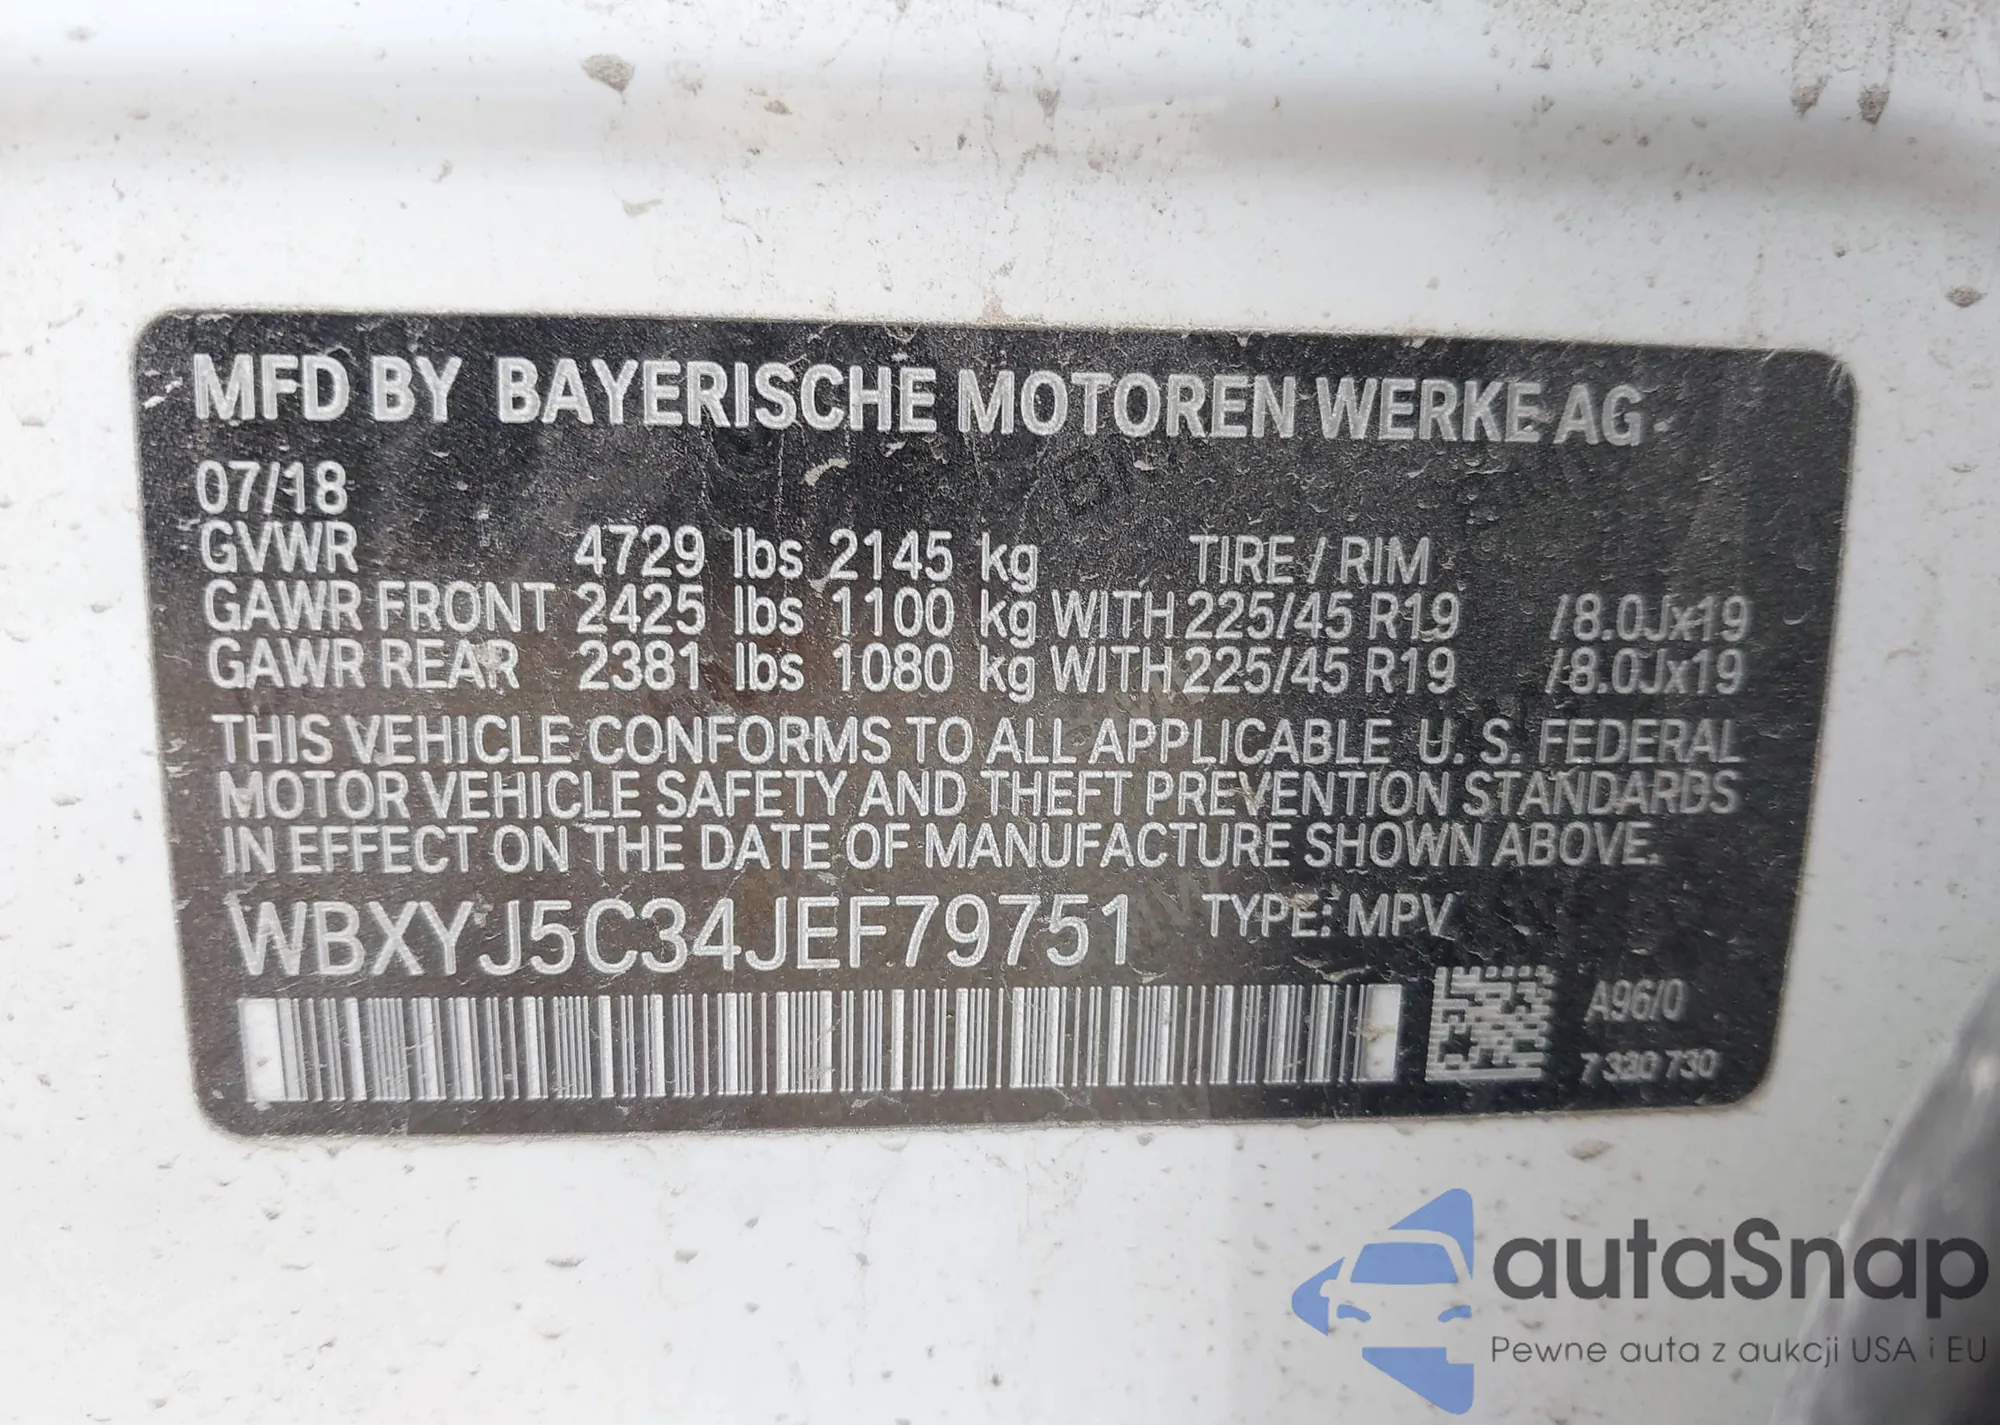 MFD BY BAYERISCHE MOTOREN WERKE AG
07/18
GVWR 4729 lbs 2145 kg TIRE / RIM
GAWR FRONT 2425 lbs 1100 kg WITH 225/45 R19 /8.0Jx19
GAWR REAR 2381 lbs 1080 kg WITH 225/45 R19 /8.0Jx19
THIS VEHICLE CONFORMS TO ALL APPLICABLE U. S. FEDERAL
MOTOR VEHICLE SAFETY AND THEFT PREVENTION STANDARDS
IN EFFECT ON THE DATE OF MANUFACTURE SHOWN ABOVE.
WBXYJ5C34JEF79751 TYPE: MPV
A96/0
7 320 730
autaSnap
Pewne auta z aukcji USA i EU